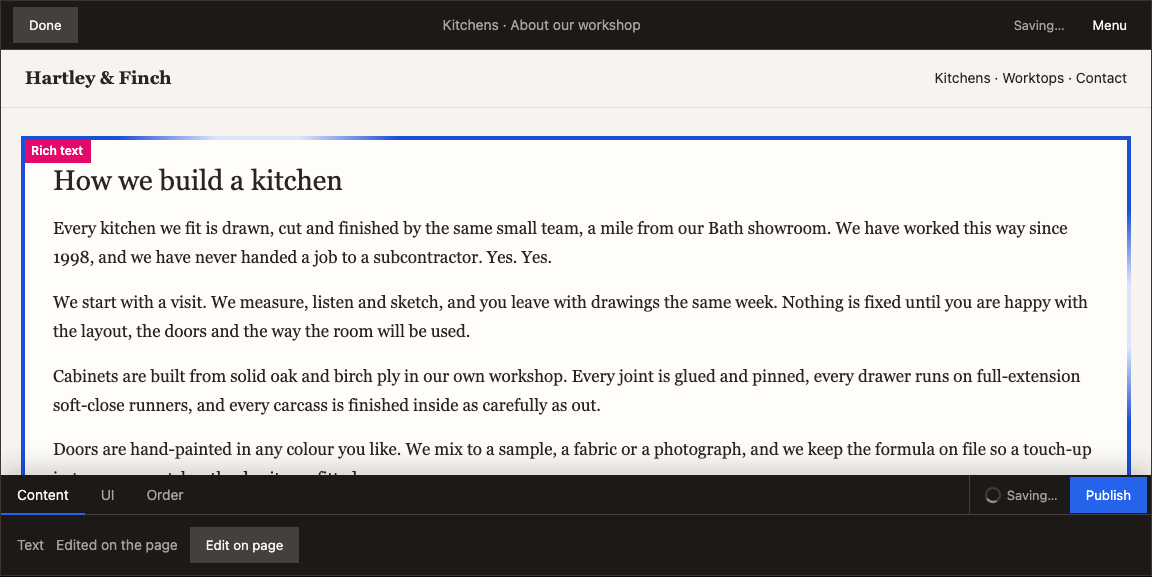 Done
Kitchens · About our workshop
Saving...
Menu
Hartley & Finch
Kitchens · Worktops · Contact
Rich text
How we build a kitchen
Every kitchen we fit is drawn, cut and finished by the same small team, a mile from our Bath showroom. We have worked this way since
1998, and we have never handed a job to a subcontractor. Yes. Yes.
We start with a visit. We measure, listen and sketch, and you leave with drawings the same week. Nothing is fixed until you are happy with
the layout, the doors and the way the room will be used.
Cabinets are built from solid oak and birch ply in our own workshop. Every joint is glued and pinned, every drawer runs on full-extension
soft-close runners, and every carcass is finished inside as carefully as out.
Doors are hand-painted in any colour you like. We mix to a sample, a fabric or a photograph, and we keep the formula on file so a touch-up
Content
UI
Order
Saving...
Publish
Text
Edited on the page
Edit on page